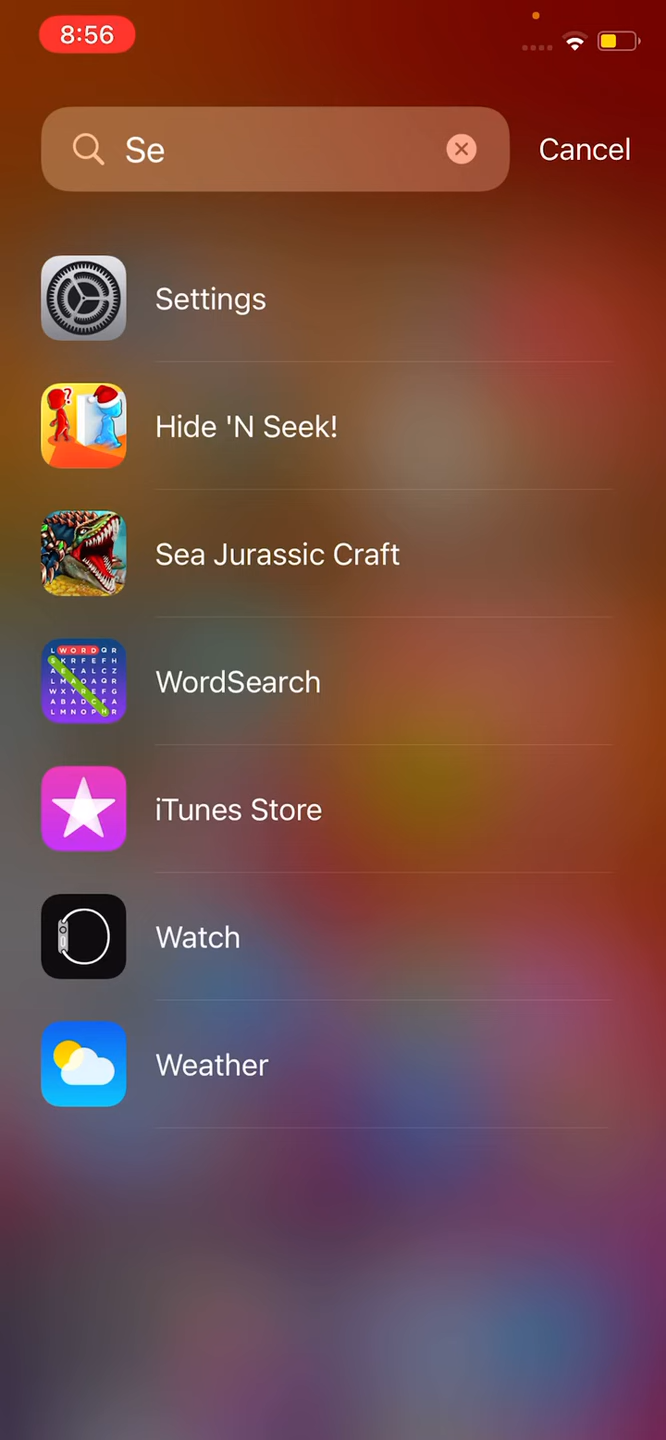 8:56
Se
Cancel
Settings
Hide 'N Seek!
Sea Jurassic Craft
WordSearch
iTunes Store
Watch
Weather